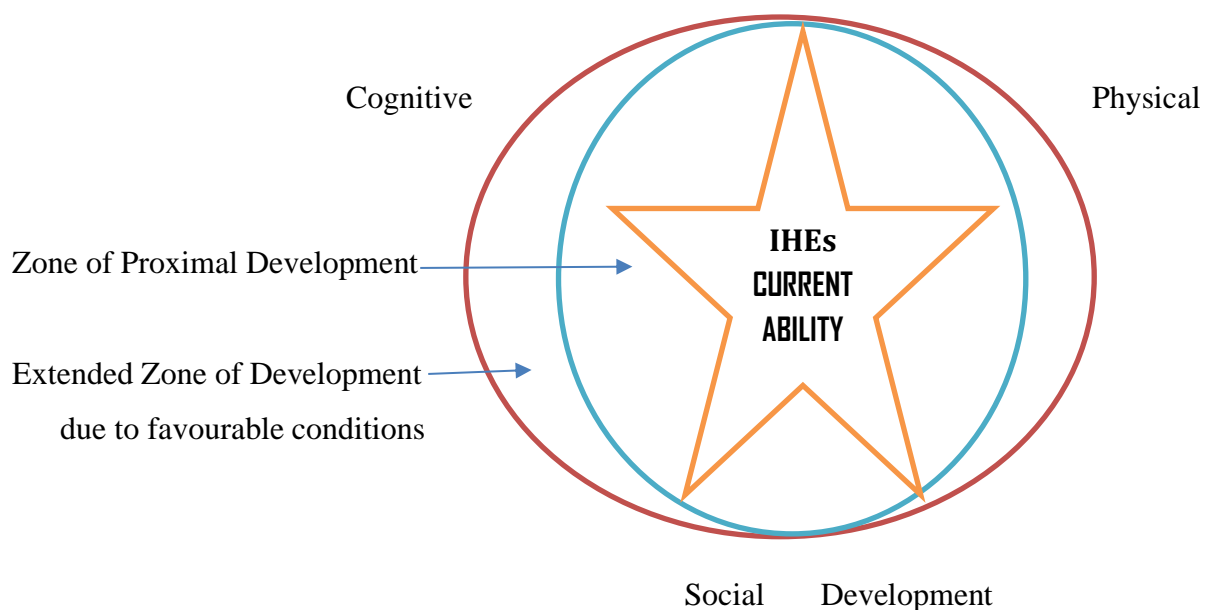 Cognitive
Physical
IHEs
CURRENT
ABILITY
Zone of Proximal Development
Extended Zone of Development
due to favourable conditions
Social Development